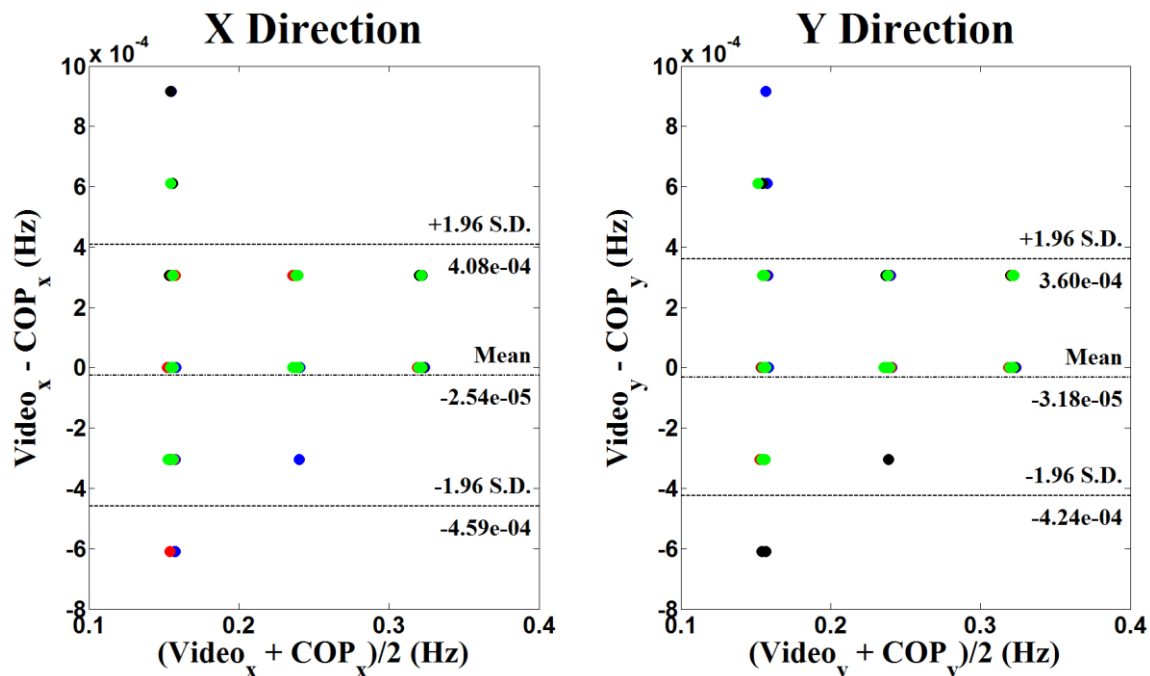 X Direction
x 10⁻⁴
10
8
6
4
2
0
-2
-4
-6
-8
0.1
0.2
0.3
0.4
Videoₓ - COPₓ (Hz)
(Videoₓ + COPₓ)/2 (Hz)
+1.96 S.D.
4.08e-04
Mean
-2.54e-05
-1.96 S.D.
-4.59e-04
Y Direction
x 10⁻⁴
10
8
6
4
2
0
-2
-4
-6
-8
0.1
0.2
0.3
0.4
Video_y - COP_y (Hz)
(Video_y + COP_y)/2 (Hz)
+1.96 S.D.
3.60e-04
Mean
-3.18e-05
-1.96 S.D.
-4.24e-04